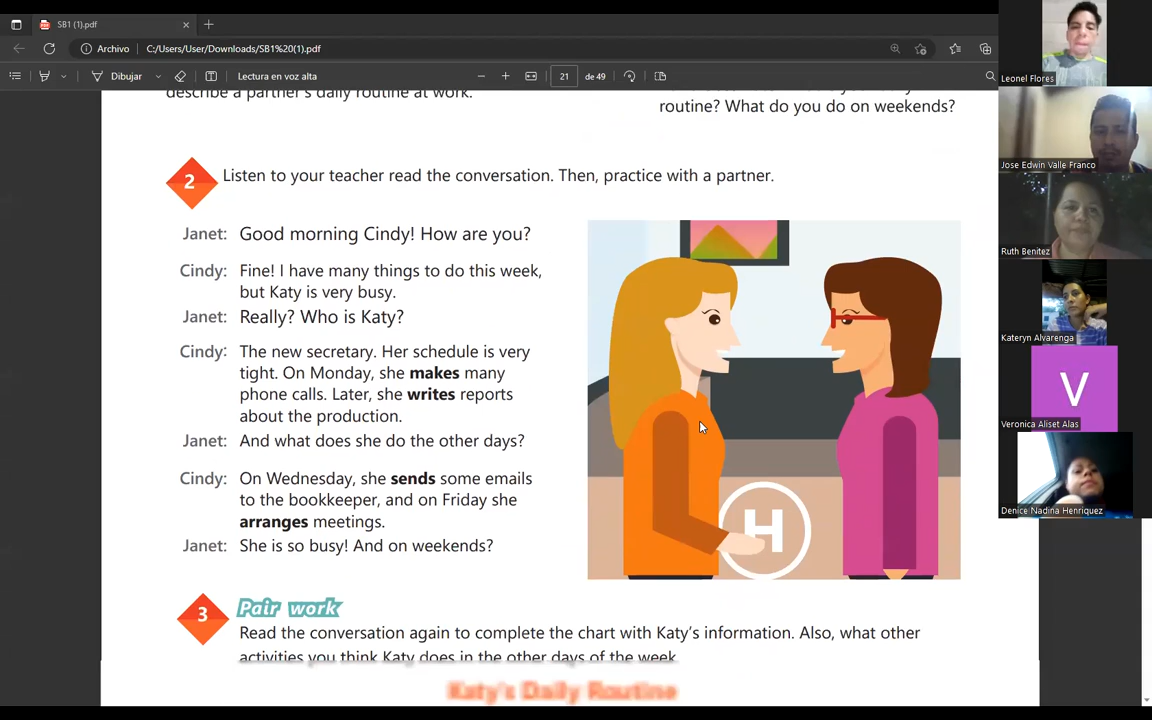 SB1 (1).pdf
Archivo
C:/Users/User/Downloads/SB1%20(1).pdf
Dibujar
Lectura en voz alta
21
de 49
describe a partner's daily routine at work.
routine? What do you do on weekends?
2
Listen to your teacher read the conversation. Then, practice with a partner.
Janet: Good morning Cindy! How are you?
Cindy: Fine! I have many things to do this week,
but Katy is very busy.
Janet: Really? Who is Katy?
Cindy: The new secretary. Her schedule is very
tight. On Monday, she makes many
phone calls. Later, she writes reports
about the production.
Janet: And what does she do the other days?
Cindy: On Wednesday, she sends some emails
to the bookkeeper, and on Friday she
arranges meetings.
Janet: She is so busy! And on weekends?
H
3
Pair work
Read the conversation again to complete the chart with Katy's information. Also, what other
activities you think Katy does in the other days of the week.
Katy's Daily Routine
Leonel Flores
Jose Edwin Valle Franco
Ruth Benitez
Kateryn Alvarenga
V
Veronica Aliset Alas
Denice Nadina Henriquez